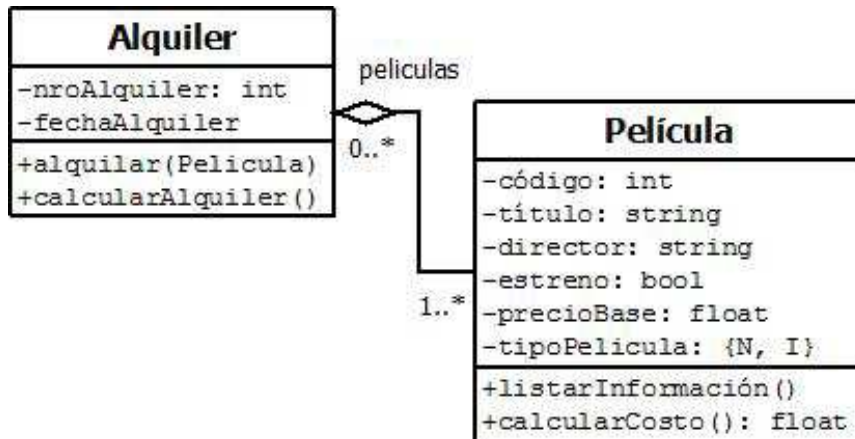 Alquiler
-nroAlquiler: int
-fechaAlquiler
+alquilar(Pelicula)
+calcularAlquiler()
peliculas
0..*
1..*
Película
-código: int
-título: string
-director: string
-estreno: bool
-precioBase: float
-tipoPelicula: {N, I}
+listarInformación()
+calcularCosto(): float